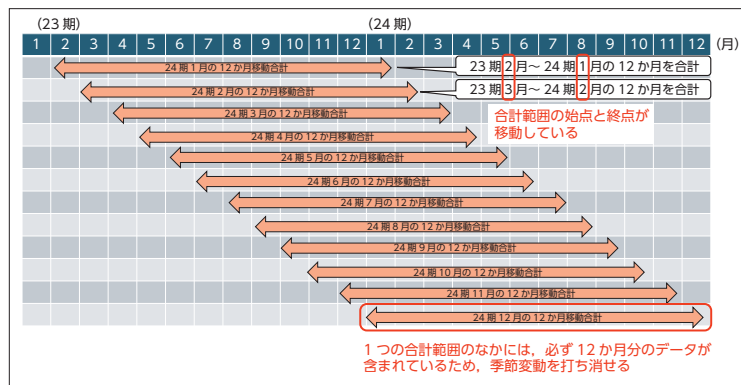 （23 期）
（24 期）
1 2 3 4 5 6 7 8 9 10 11 12 1 2 3 4 5 6 7 8 9 10 11 12 （月）
24 期 1 月の 12 か月移動合計
23 期 2 月～ 24 期 1 月の 12 か月を合計
24 期 2 月の 12 か月移動合計
23 期 3 月～ 24 期 2 月の 12 か月を合計
24 期 3 月の 12 か月移動合計
合計範囲の始点と終点が
移動している
24 期 4 月の 12 か月移動合計
24 期 5 月の 12 か月移動合計
24 期 6 月の 12 か月移動合計
24 期 7 月の 12 か月移動合計
24 期 8 月の 12 か月移動合計
24 期 9 月の 12 か月移動合計
24 期 10 月の 12 か月移動合計
24 期 11 月の 12 か月移動合計
24 期 12 月の 12 か月移動合計
1 つの合計範囲のなかには，必ず 12 か月分のデータが
含まれているため，季節変動を打ち消せる